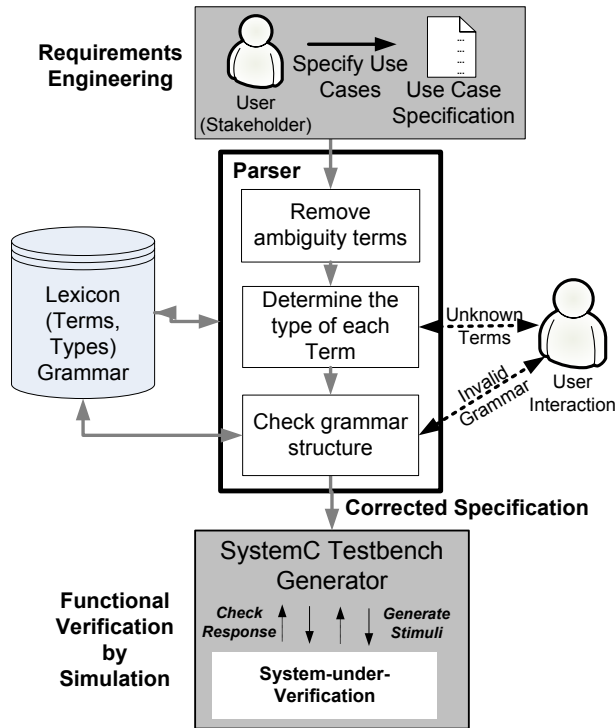 Requirements
Engineering
User
(Stakeholder)
Specify Use
Cases
...
...
...
Use Case
Specification
Parser
Remove
ambiguity terms
Lexicon
(Terms,
Types)
Grammar
Determine the
type of each
Term
Unknown
Terms
Invalid
Grammar
User
Interaction
Check grammar
structure
Corrected Specification
Functional
Verification
by
Simulation
SystemC Testbench
Generator
Check
Response
Generate
Stimuli
System-under-
Verification